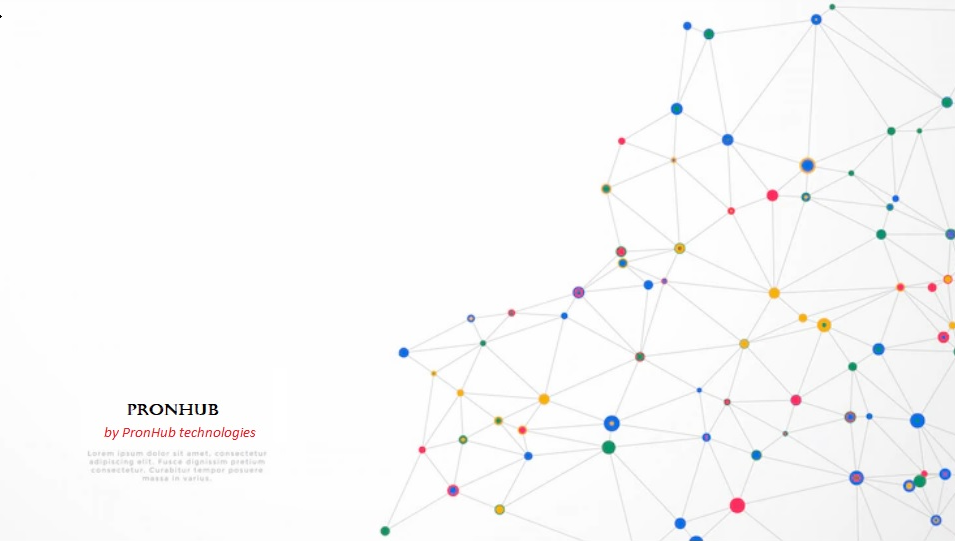 PRONHUB
by PronHub technologies
Lorem ipsum dolor sit amet, consectetur
adipiscing elit. Fusce dignissim pretium
consectetur. Curabitur tempor posuere
massa in varius.